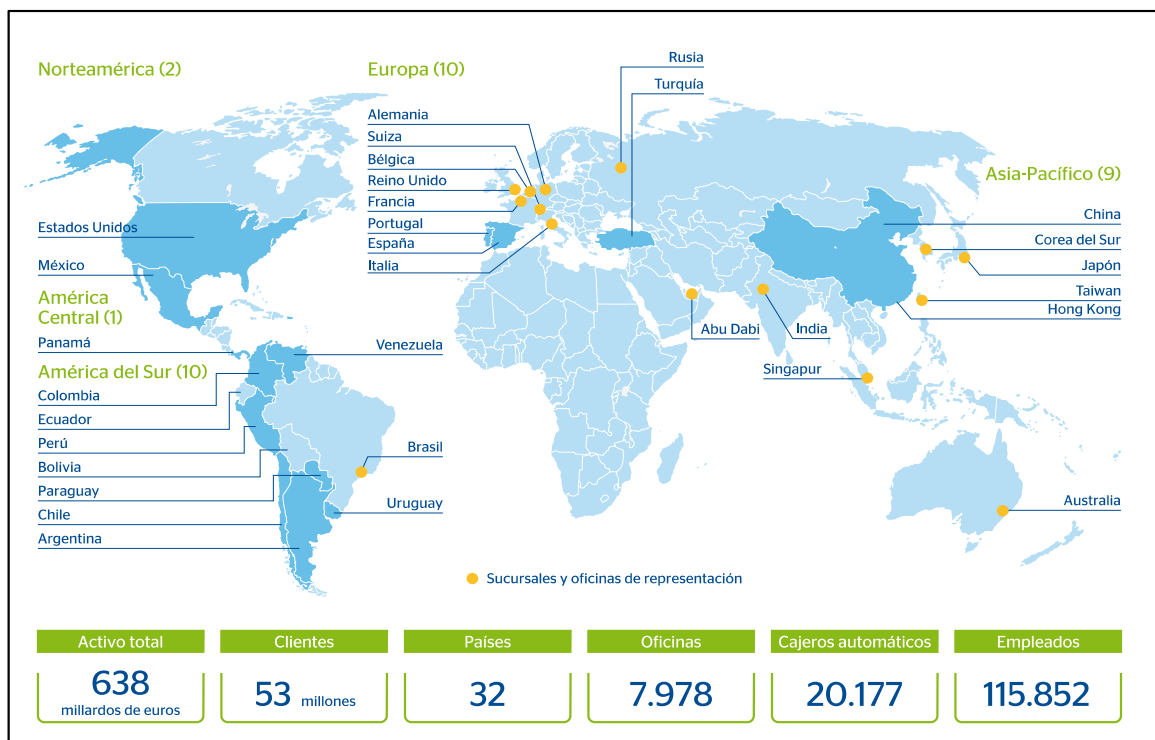 Norteamérica (2)
Estados Unidos
México
América
Central (1)
Panamá
América del Sur (10)
Colombia
Ecuador
Perú
Bolivia
Paraguay
Chile
Argentina
Venezuela
Brasil
Uruguay
Europa (10)
Alemania
Suiza
Bélgica
Reino Unido
Francia
Portugal
España
Italia
Rusia
Turquía
Asia-Pacífico (9)
China
Corea del Sur
Japón
Taiwan
Hong Kong
Abu Dabi
India
Singapur
Australia
Sucursales y oficinas de representación
Activo total
638
millardos de euros
Clientes
53 millones
Países
32
Oficinas
7.978
Cajeros automáticos
20.177
Empleados
115.852